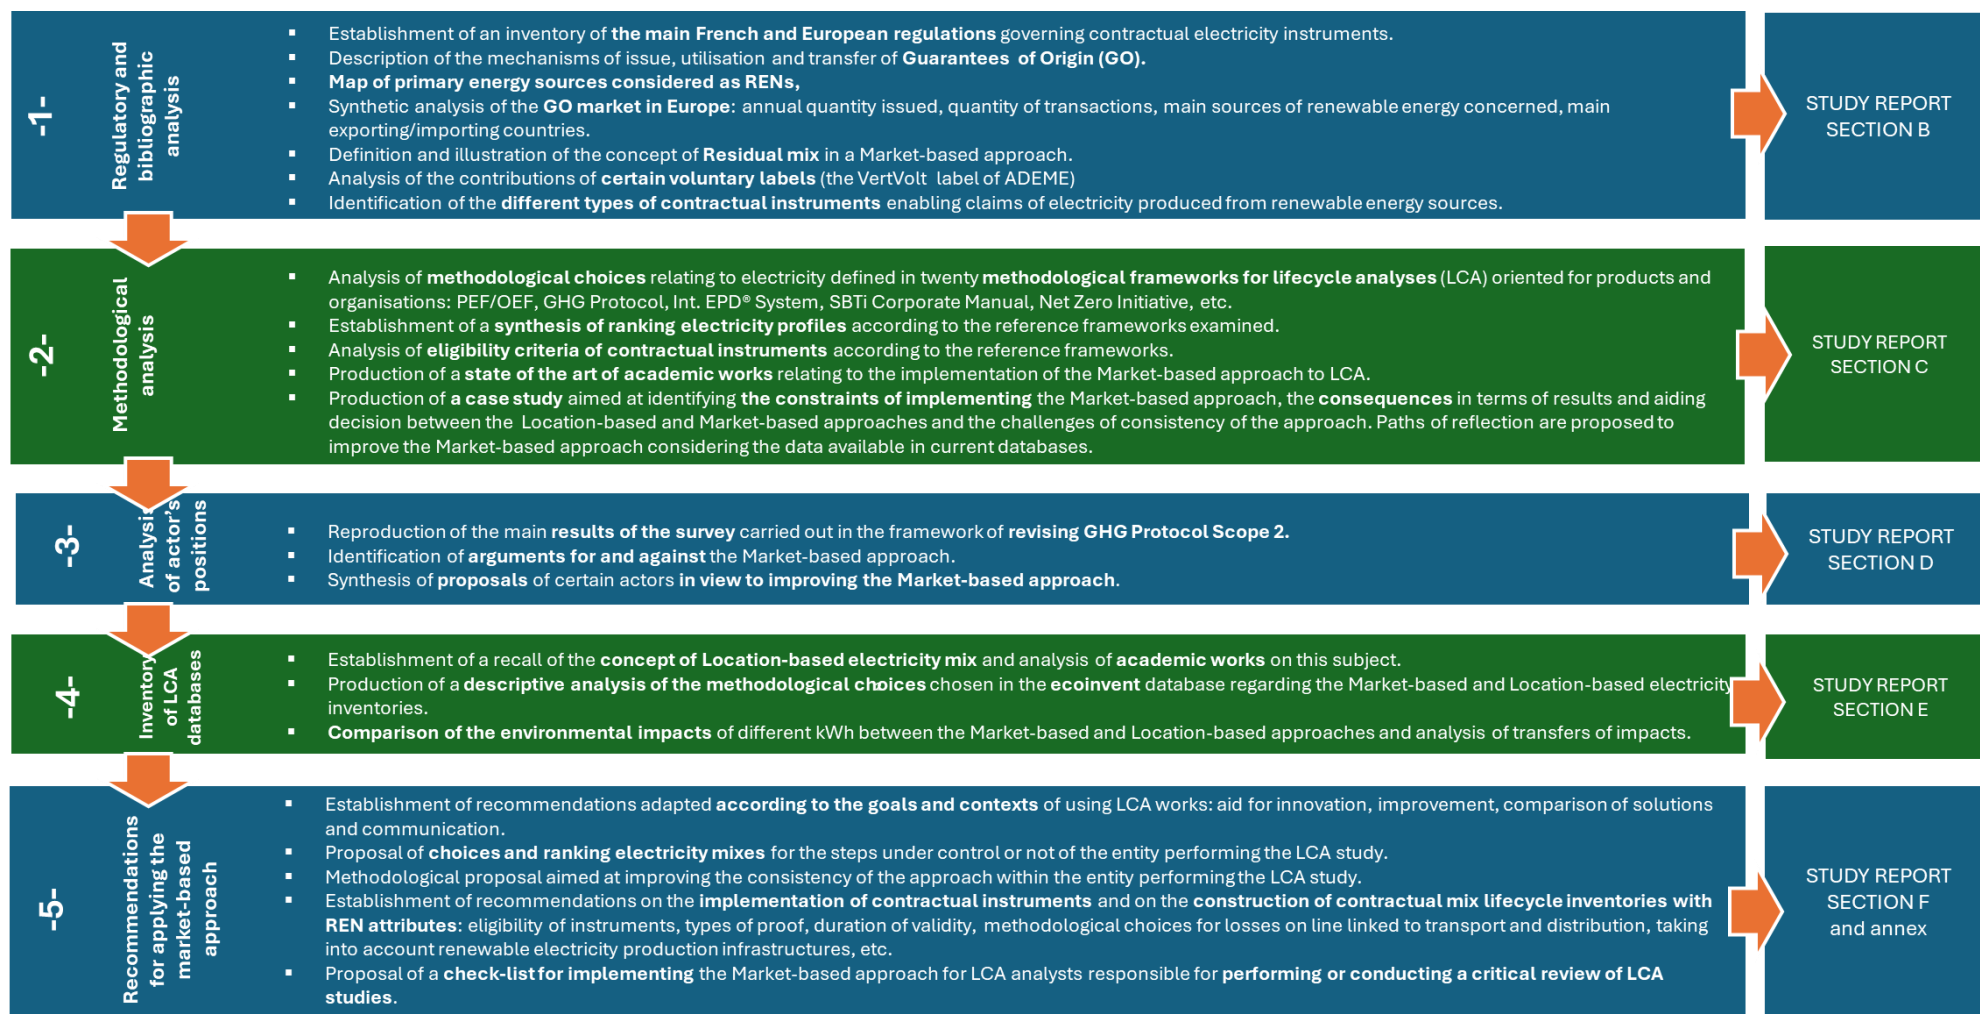 -1-
Regulatory and
bibliographic
analysis
▪ Establishment of an inventory of the main French and European regulations governing contractual electricity instruments.
▪ Description of the mechanisms of issue, utilisation and transfer of Guarantees of Origin (GO).
▪ Map of primary energy sources considered as RENs,
▪ Synthetic analysis of the GO market in Europe: annual quantity issued, quantity of transactions, main sources of renewable energy concerned, main
exporting/importing countries.
▪ Definition and illustration of the concept of Residual mix in a Market-based approach.
▪ Analysis of the contributions of certain voluntary labels (the VertVolt label of ADEME)
▪ Identification of the different types of contractual instruments enabling claims of electricity produced from renewable energy sources.
STUDY REPORT
SECTION B
-2-
Methodological
analysis
▪ Analysis of methodological choices relating to electricity defined in twenty methodological frameworks for lifecycle analyses (LCA) oriented for products and
organisations: PEF/OEF, GHG Protocol, Int. EPD® System, SBTi Corporate Manual, Net Zero Initiative, etc.
▪ Establishment of a synthesis of ranking electricity profiles according to the reference frameworks examined.
▪ Analysis of eligibility criteria of contractual instruments according to the reference frameworks.
▪ Production of a state of the art of academic works relating to the implementation of the Market-based approach to LCA.
▪ Production of a case study aimed at identifying the constraints of implementing the Market-based approach, the consequences in terms of results and aiding
decision between the Location-based and Market-based approaches and the challenges of consistency of the approach. Paths of reflection are proposed to
improve the Market-based approach considering the data available in current databases.
STUDY REPORT
SECTION C
-3-
Analysis
of actor's
positions
▪ Reproduction of the main results of the survey carried out in the framework of revising GHG Protocol Scope 2.
▪ Identification of arguments for and against the Market-based approach.
▪ Synthesis of proposals of certain actors in view to improving the Market-based approach.
STUDY REPORT
SECTION D
-4-
Inventory
of LCA
databases
▪ Establishment of a recall of the concept of Location-based electricity mix and analysis of academic works on this subject.
▪ Production of a descriptive analysis of the methodological choices chosen in the ecoinvent database regarding the Market-based and Location-based electricity
inventories.
▪ Comparison of the environmental impacts of different kWh between the Market-based and Location-based approaches and analysis of transfers of impacts.
STUDY REPORT
SECTION E
-5-
Recommendations
for applying the
market-based
approach
▪ Establishment of recommendations adapted according to the goals and contexts of using LCA works: aid for innovation, improvement, comparison of solutions
and communication.
▪ Proposal of choices and ranking electricity mixes for the steps under control or not of the entity performing the LCA study.
▪ Methodological proposal aimed at improving the consistency of the approach within the entity performing the LCA study.
▪ Establishment of recommendations on the implementation of contractual instruments and on the construction of contractual mix lifecycle inventories with
REN attributes: eligibility of instruments, types of proof, duration of validity, methodological choices for losses on line linked to transport and distribution, taking
into account renewable electricity production infrastructures, etc.
▪ Proposal of a check-list for implementing the Market-based approach for LCA analysts responsible for performing or conducting a critical review of LCA
studies.
STUDY REPORT
SECTION F
and annex